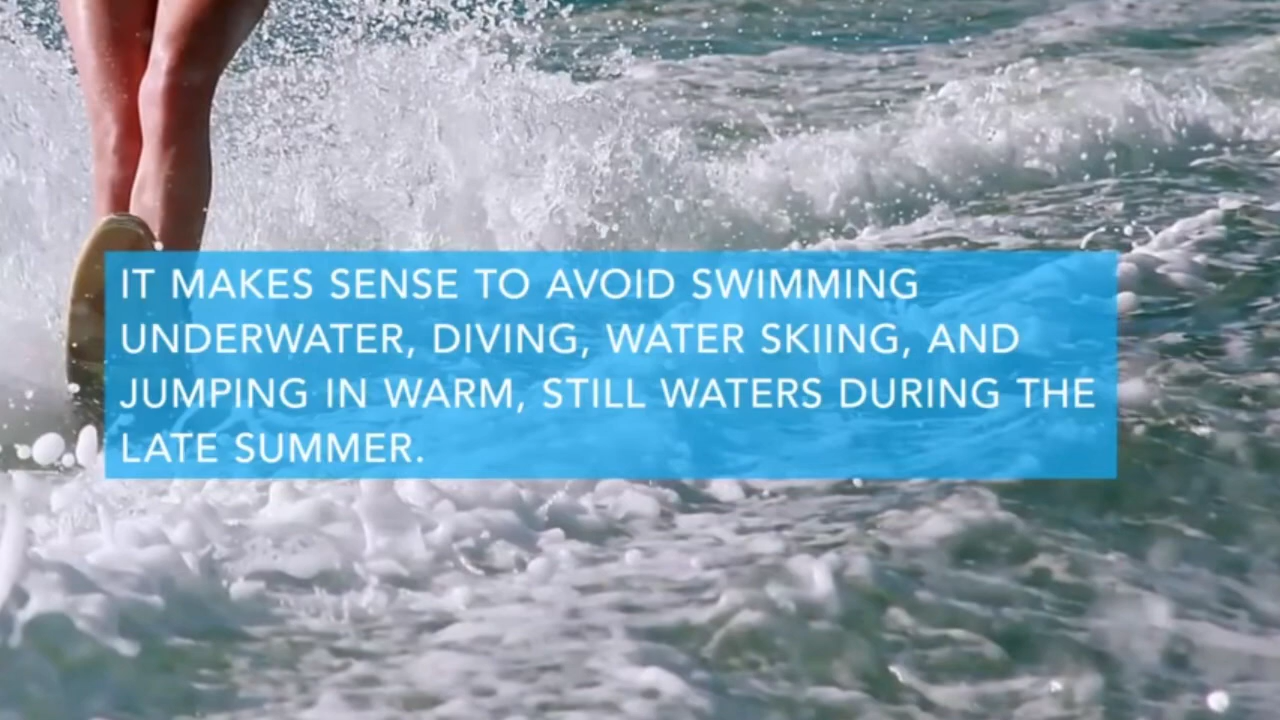 IT MAKES SENSE TO AVOID SWIMMING
UNDERWATER, DIVING, WATER SKIING, AND
JUMPING IN WARM, STILL WATERS DURING THE
LATE SUMMER.